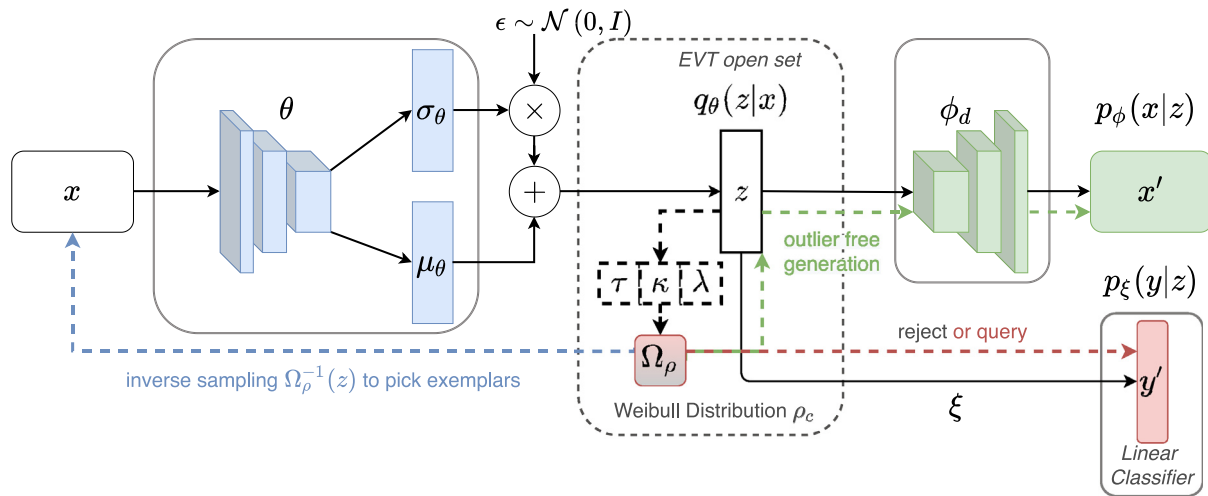 ϵ ∼ 𝒩 (0, I)
EVT open set
θ
σ_θ
×
q_θ(z|x)
ϕ_d
p_ϕ(x|z)
x
+
z
x′
μ_θ
outlier free
generation
τ κ λ
p_ξ(y|z)
reject or query
Ω_ρ
inverse sampling Ω_ρ^{-1}(z) to pick exemplars
y′
Weibull Distribution ρ_c
ξ
Linear
Classifier